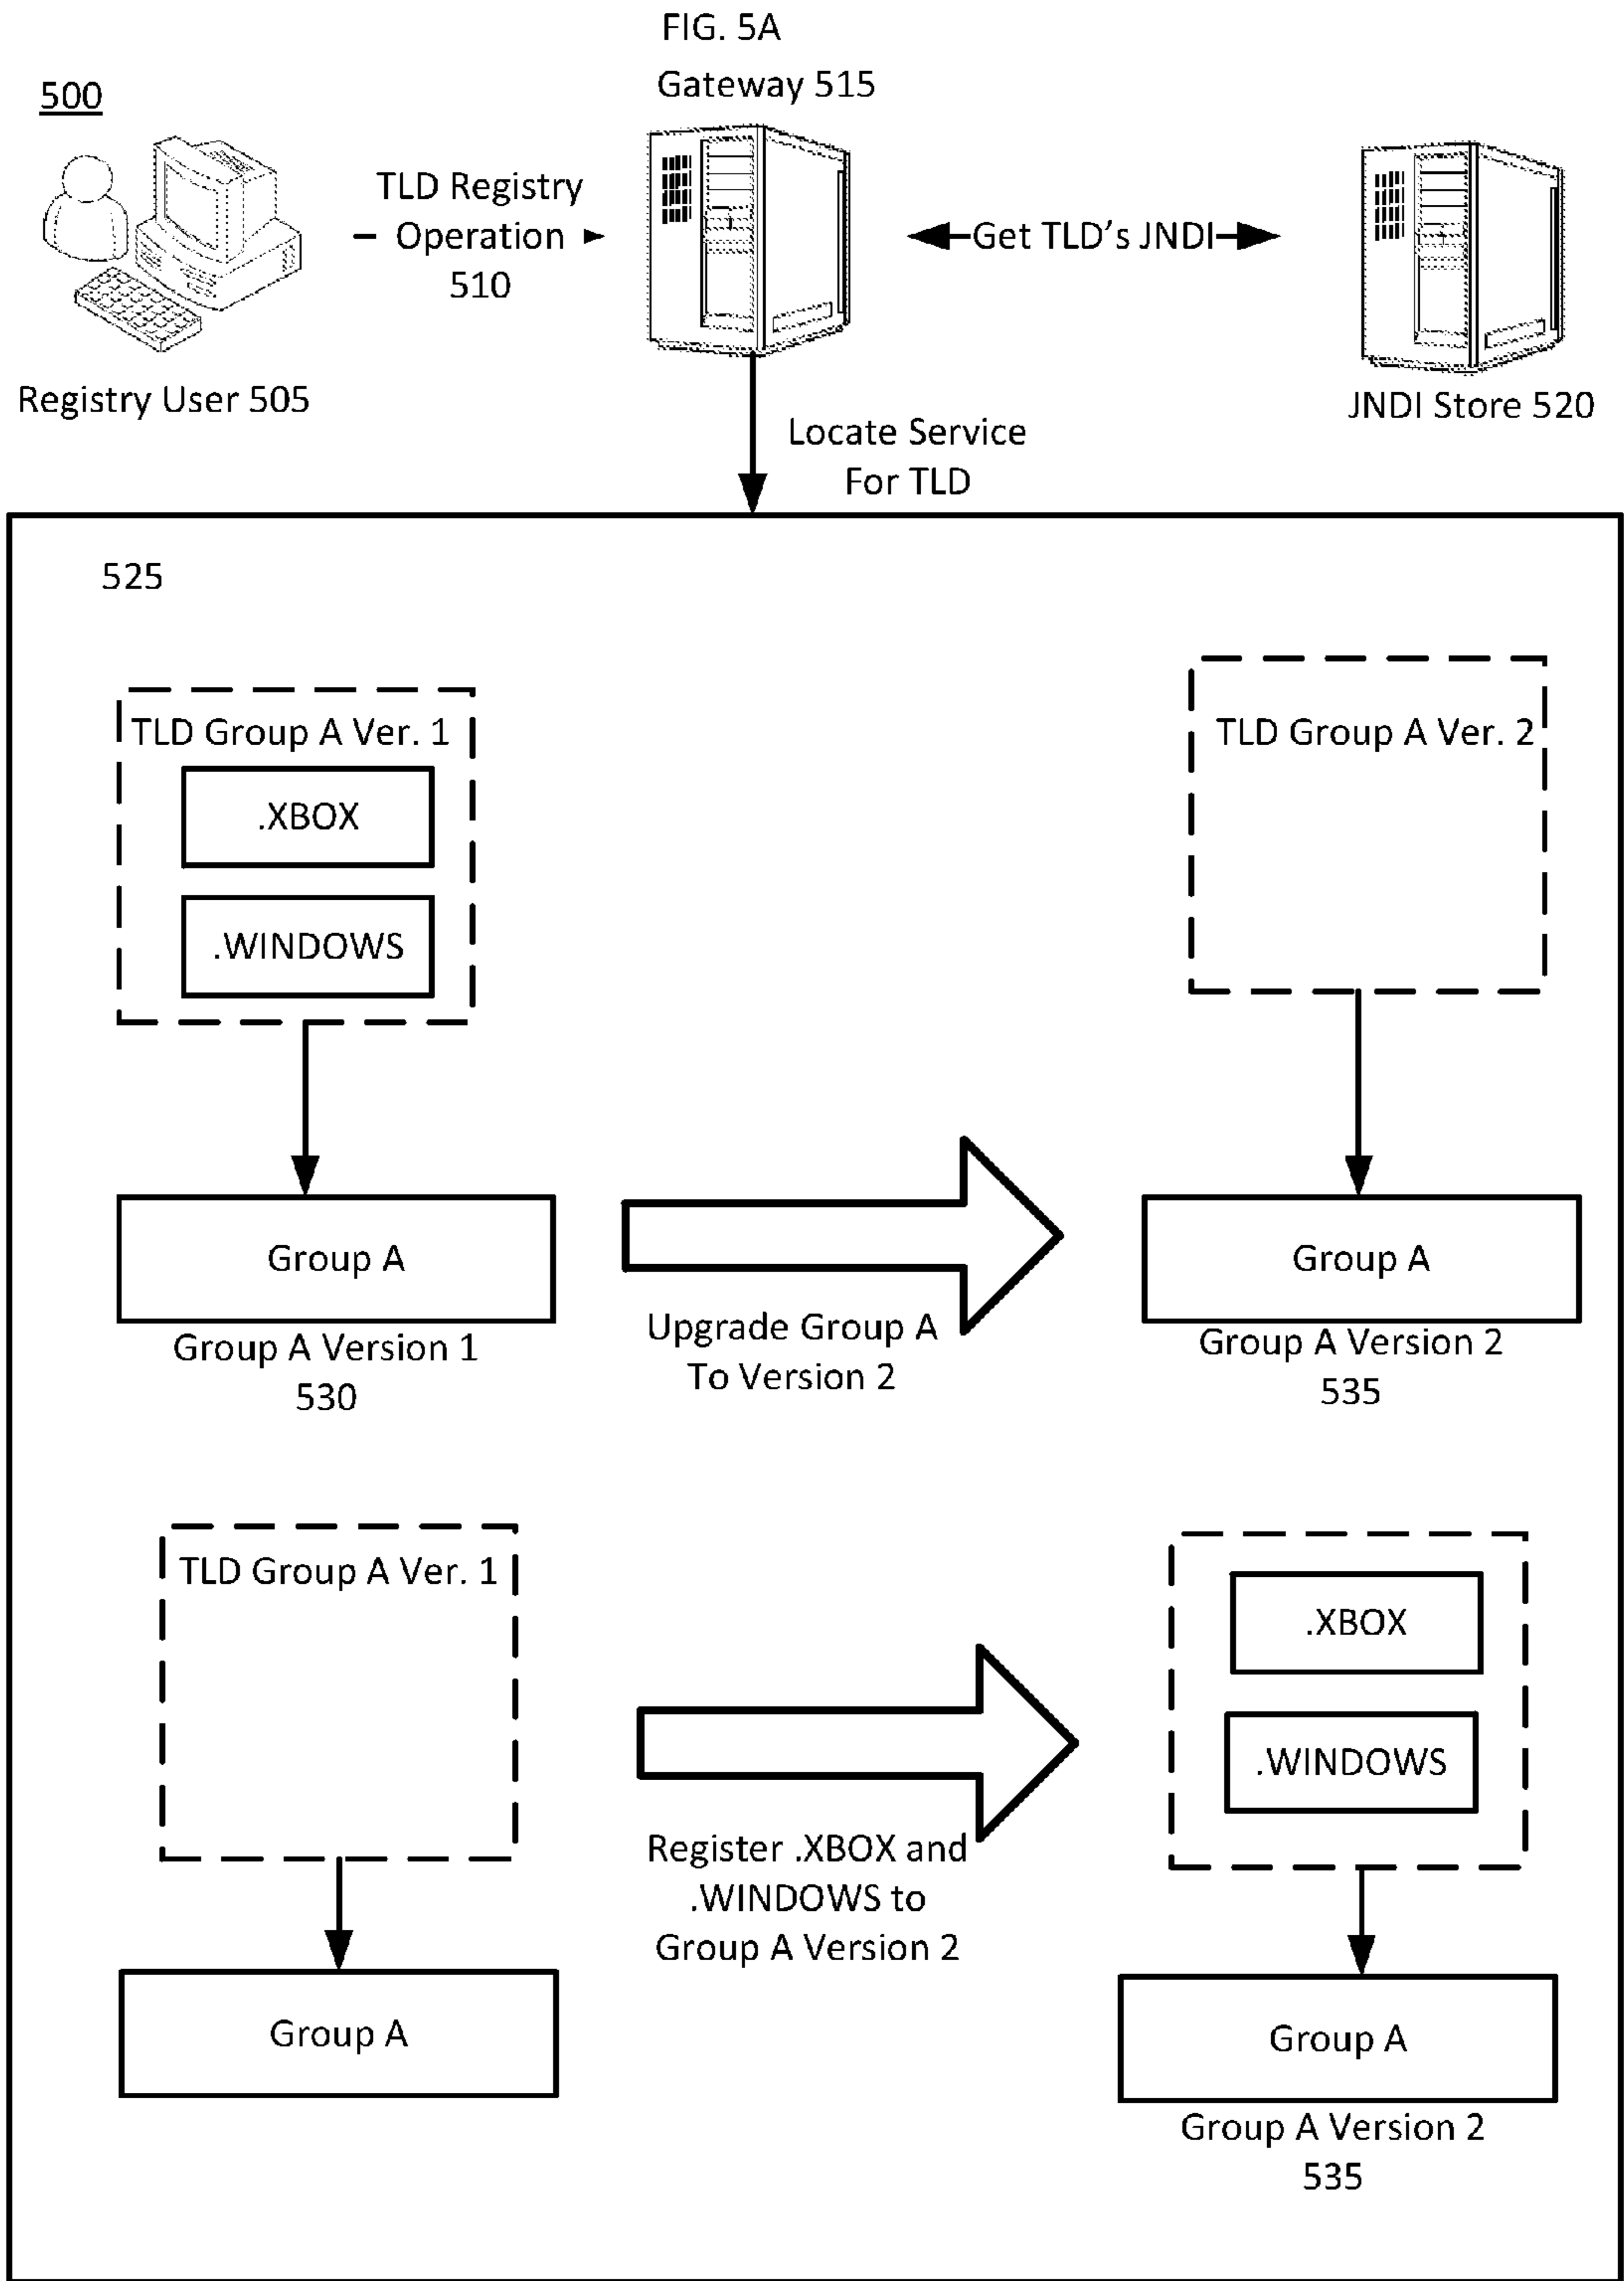 FIG. 5A
Gateway 515
500
TLD Registry
Operation
510
Get TLD's JNDI
Registry User 505
JNDI Store 520
Locate Service
For TLD
525
TLD Group A Ver. 1
.XBOX
.WINDOWS
TLD Group A Ver. 2
Group A
Group A Version 1
530
Upgrade Group A
To Version 2
Group A
Group A Version 2
535
TLD Group A Ver. 1
.XBOX
.WINDOWS
Register .XBOX and
.WINDOWS to
Group A Version 2
Group A
Group A
Group A Version 2
535